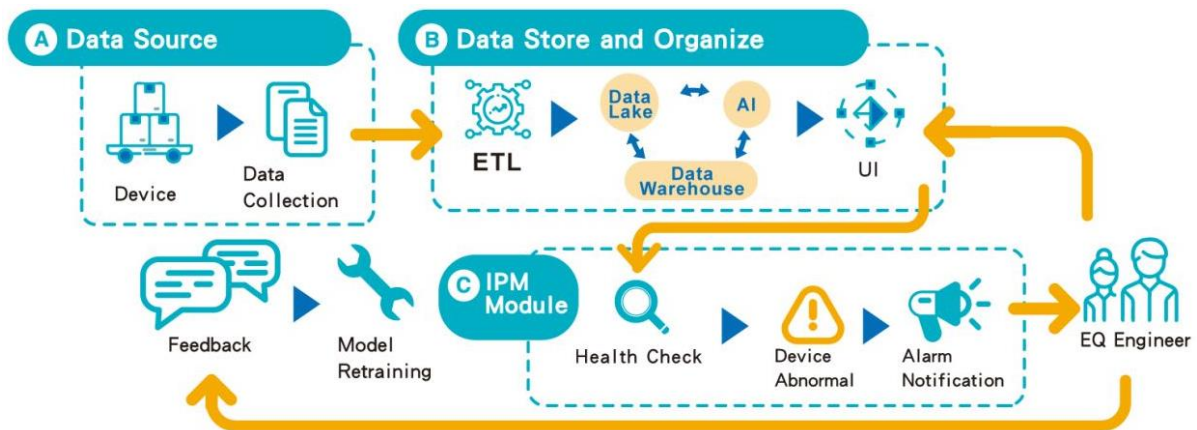 A Data Source
Device
Data
Collection
B Data Store and Organize
ETL
Data
Lake
AI
Data
Warehouse
UI
Feedback
Model
Retraining
C IPM
Module
Health Check
Device
Abnormal
Alarm
Notification
EQ Engineer